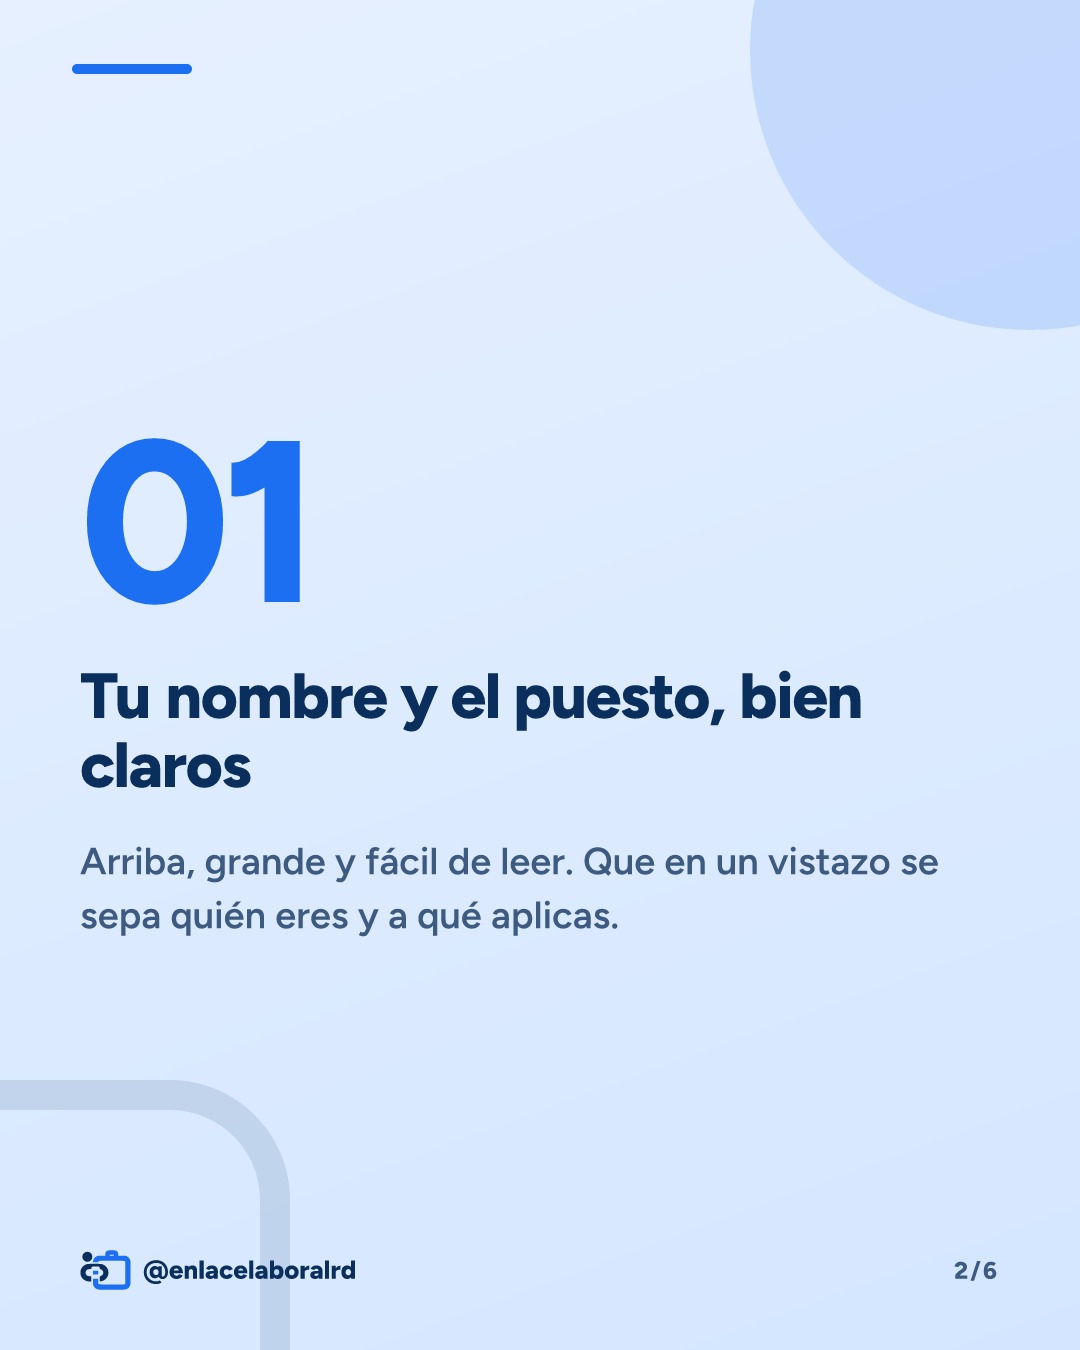 01
Tu nombre y el puesto, bien
claros
Arriba, grande y fácil de leer. Que en un vistazo se
sepa quién eres y a qué aplicas.
@enlacelaboralrd
2/6